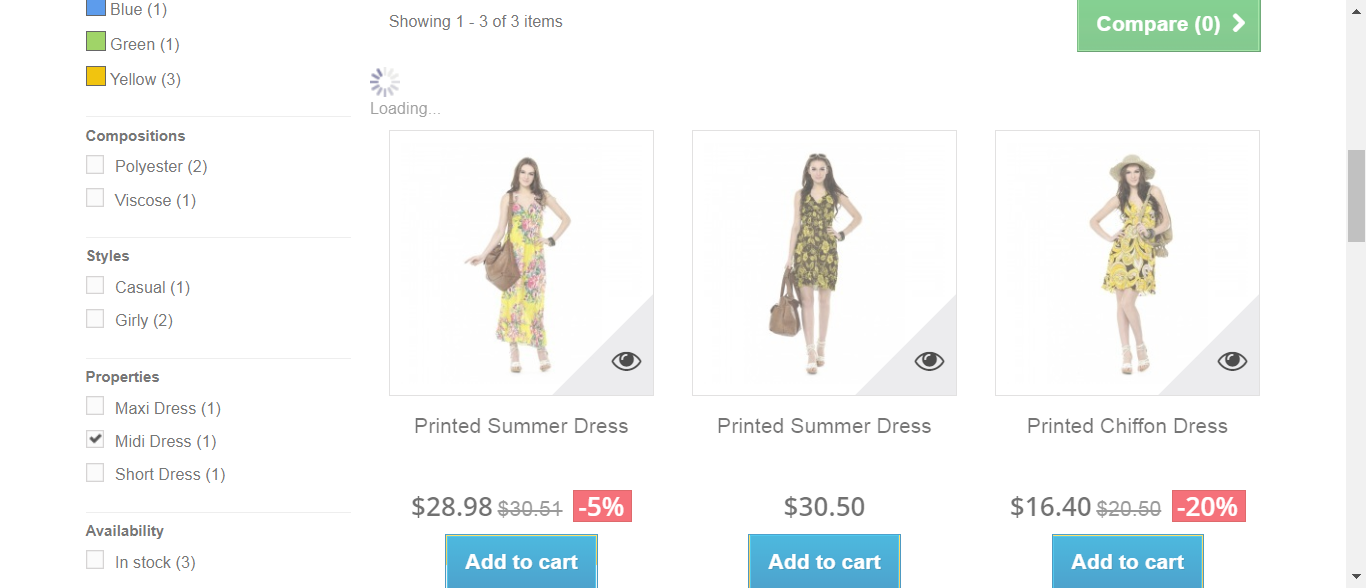 Blue (1)
Green (1)
Yellow (3)
Compositions
Polyester (2)
Viscose (1)
Styles
Casual (1)
Girly (2)
Properties
Maxi Dress (1)
Midi Dress (1)
Short Dress (1)
Availability
In stock (3)
Showing 1 - 3 of 3 items
Compare (0)
Loading...
Printed Summer Dress
$28.98 $30.51 -5%
Add to cart
Printed Summer Dress
$30.50
Add to cart
Printed Chiffon Dress
$16.40 $20.50 -20%
Add to cart